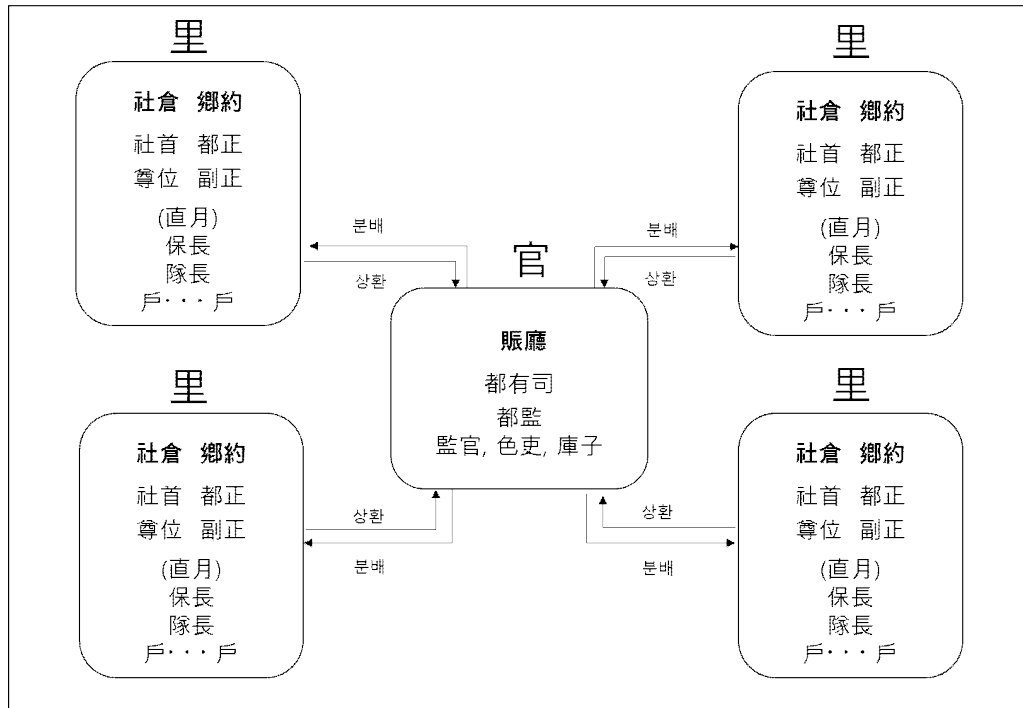 里
社倉 鄕約
社首 都正
尊位 副正
(直月)
保長
隊長
戶・・・戶
里
社倉 鄕約
社首 都正
尊位 副正
(直月)
保長
隊長
戶・・・戶
분배
상환
분배
상환
官
賑廳
都有司
都監
監官, 色吏, 庫子
里
社倉 鄕約
社首 都正
尊位 副正
(直月)
保長
隊長
戶・・・戶
里
社倉 鄕約
社首 都正
尊位 副正
(直月)
保長
隊長
戶・・・戶
상환
분배
상환
분배